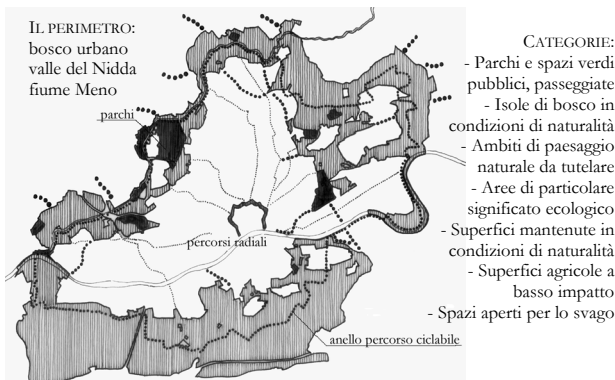 IL PERIMETRO:
bosco urbano
valle del Nidda
fiume Meno
parchi
percorsi radiali
anello percorso ciclabile
CATEGORIE:
- Parchi e spazi verdi
pubblici, passeggiate
- Isole di bosco in
condizioni di naturalità
- Ambiti di paesaggio
naturale da tutelare
- Aree di particolare
significato ecologico
- Superfici mantenute in
condizioni di naturalità
- Superfici agricole a
basso impatto
- Spazi aperti per lo svago